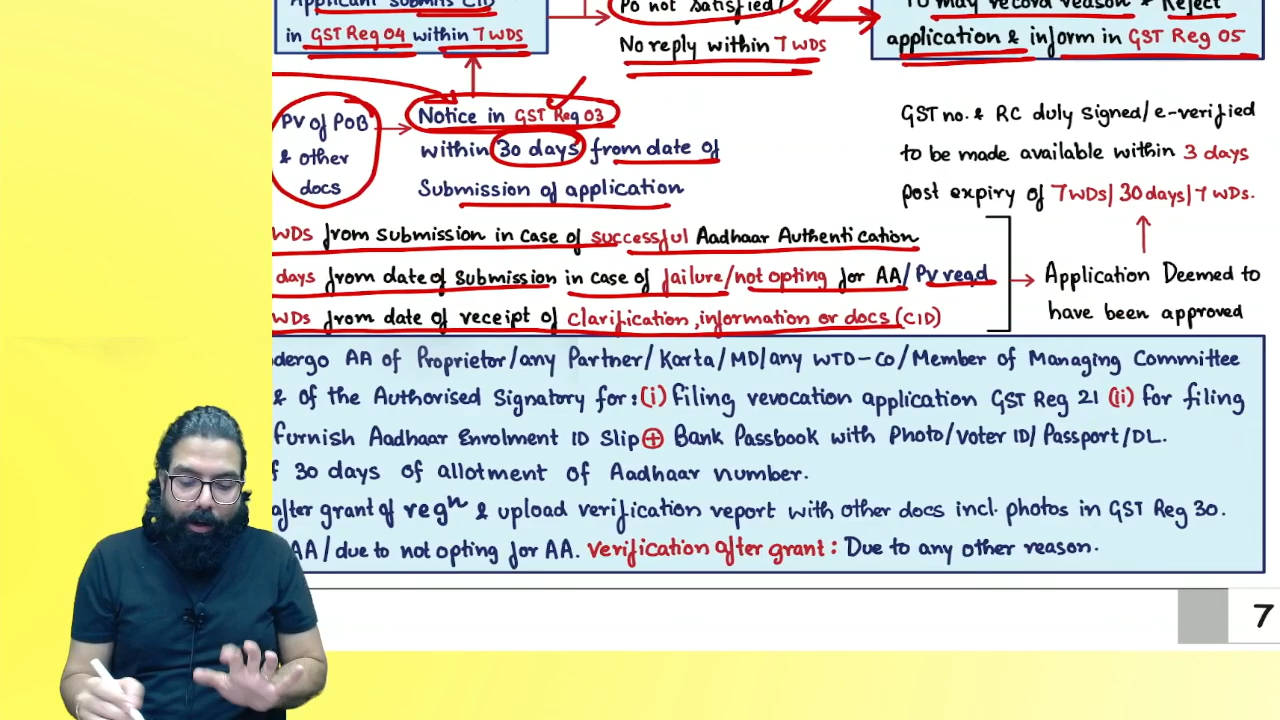 Applicant submits CID
in GST Reg 04 within 7 WDs
PO not satisfied/
No reply within 7 WDs
PO may record reason & Reject
application & inform in GST Reg 05
PV of POB
& other
docs
Notice in GST Reg 03
within 30 days from date of
Submission of application
GST no. & RC duly signed/e-verified
to be made available within 3 days
post expiry of 7WDs/30 days/7 WDs.
WDs from submission in case of successful Aadhaar Authentication
days from date of submission in case of failure/not opting for AA/PV reqd
WDs from date of receipt of clarification, information or docs (CID)
Application Deemed to
have been approved
dergo AA of Proprietor/any Partner/Karta/MD/any WTD-Co/Member of Managing Committee
& of the Authorised Signatory for: (i) Filing revocation application GST Reg 21 (ii) for filing
Furnish Aadhaar Enrolment ID Slip ⊕ Bank Passbook with Photo/Voter ID/Passport/DL.
f 30 days of allotment of Aadhaar number.
after grant of regn & upload verification report with other docs incl. photos in GST Reg 30.
AA/due to not opting for AA. Verification after grant: Due to any other reason.
7